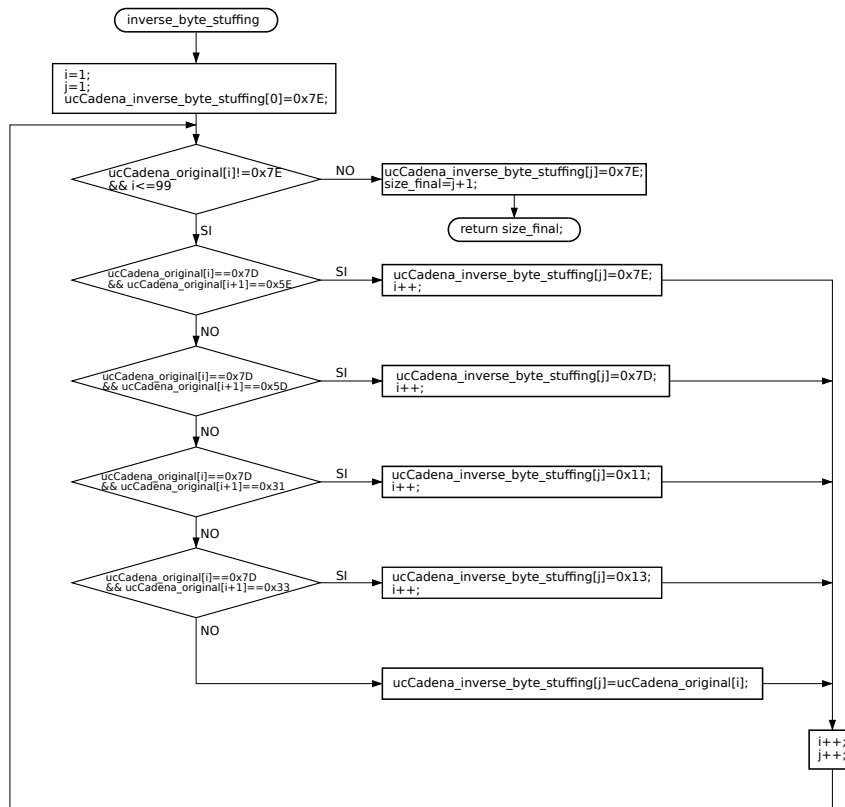 inverse_byte_stuffing
i=1;
j=1;
ucCadena_inverse_byte_stuffing[0]=0x7E;
ucCadena_original[i]!=0x7E
&& i<=99
NO
ucCadena_inverse_byte_stuffing[j]=0x7E;
size_final=j+1;
return size_final;
SI
ucCadena_original[i]==0x7D
&& ucCadena_original[i+1]==0x5E
SI
ucCadena_inverse_byte_stuffing[j]=0x7E;
i++;
NO
ucCadena_original[i]==0x7D
&& ucCadena_original[i+1]==0x5D
SI
ucCadena_inverse_byte_stuffing[j]=0x7D;
i++;
NO
ucCadena_original[i]==0x7D
&& ucCadena_original[i+1]==0x31
SI
ucCadena_inverse_byte_stuffing[j]=0x11;
i++;
NO
ucCadena_original[i]==0x7D
&& ucCadena_original[i+1]==0x33
SI
ucCadena_inverse_byte_stuffing[j]=0x13;
i++;
NO
ucCadena_inverse_byte_stuffing[j]=ucCadena_original[i];
i++;
j++;